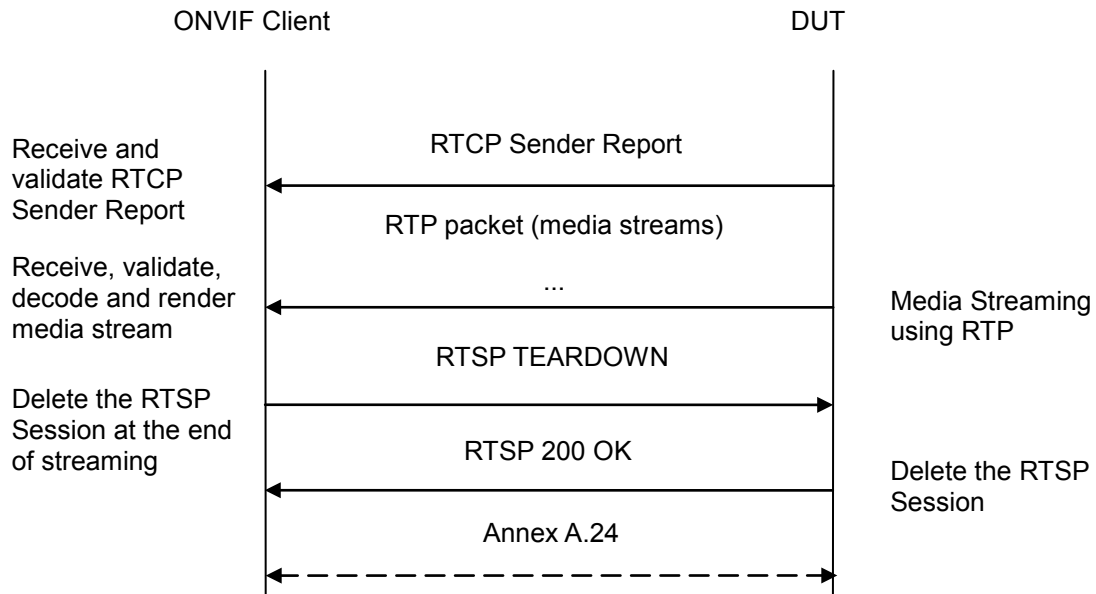 ONVIF Client
DUT
RTCP Sender Report
Receive and
validate RTCP
Sender Report
RTP packet (media streams)
Receive, validate,
decode and render
media stream
...
Media Streaming
using RTP
RTSP TEARDOWN
Delete the RTSP
Session at the end
of streaming
RTSP 200 OK
Delete the RTSP
Session
Annex A.24